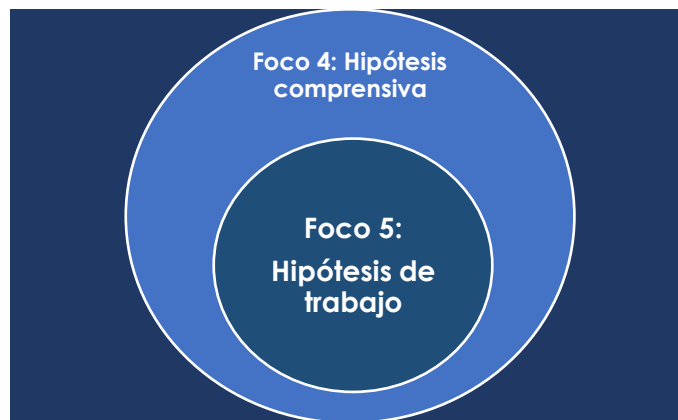 Foco 4: Hipótesis
comprensiva
Foco 5:
Hipótesis de
trabajo